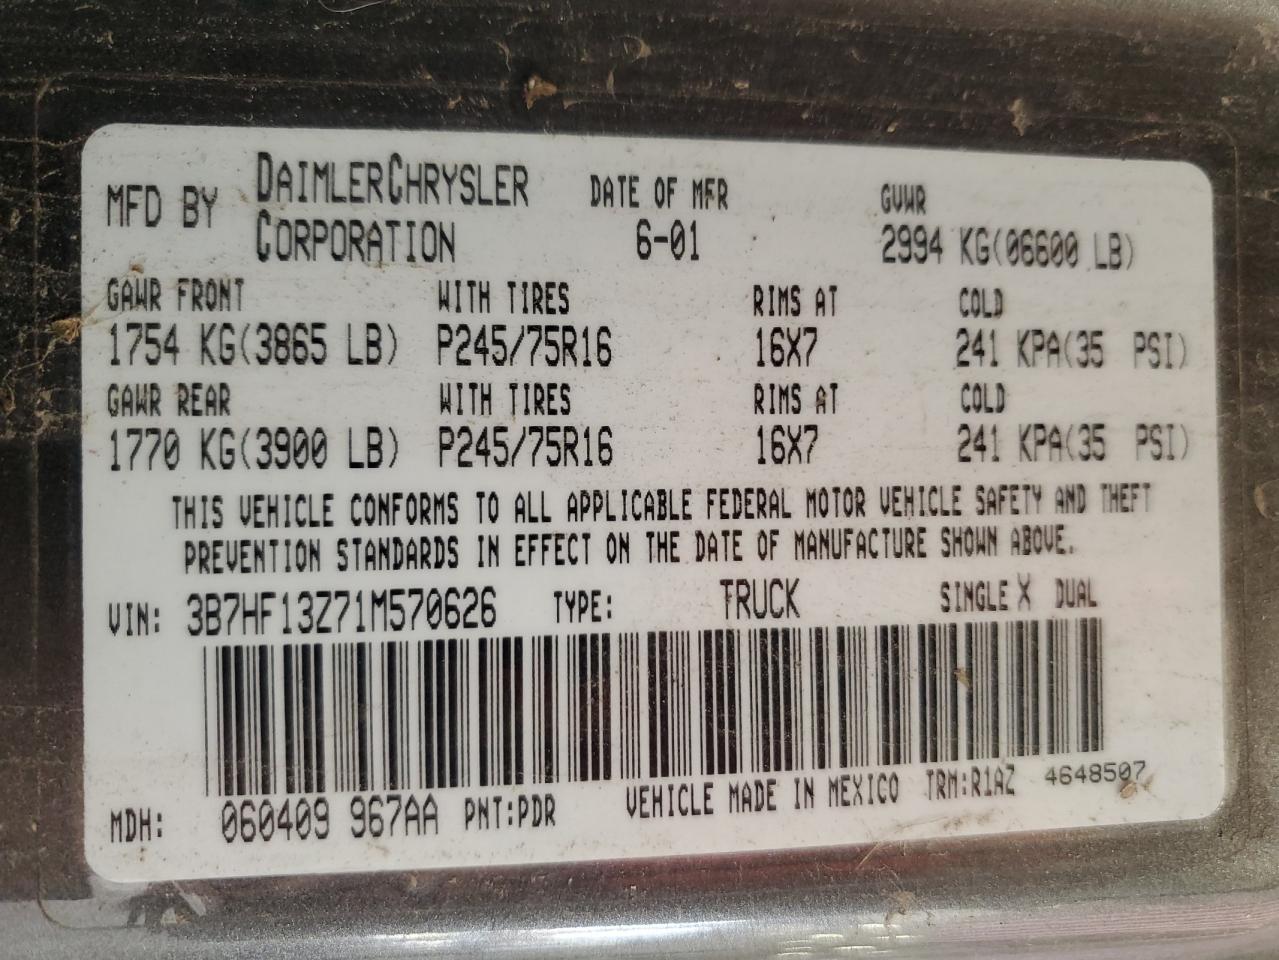 MFD BY DAIMLERCHRYSLER CORPORATION DATE OF MFR 6-01 GVWR 2994 KG(06600 LB)
GAWR FRONT WITH TIRES RIMS AT COLD
1754 KG(3865 LB) P245/75R16 16X7 241 KPA(35 PSI)
GAWR REAR WITH TIRES RIMS AT COLD
1770 KG(3900 LB) P245/75R16 16X7 241 KPA(35 PSI)
THIS VEHICLE CONFORMS TO ALL APPLICABLE FEDERAL MOTOR VEHICLE SAFETY AND THEFT
PREVENTION STANDARDS IN EFFECT ON THE DATE OF MANUFACTURE SHOWN ABOVE.
VIN: 3B7HF13Z71M570626 TYPE: TRUCK SINGLE X DUAL
MDH: 060409 967AA PNT:PDR VEHICLE MADE IN MEXICO TRM:R1AZ 4648507